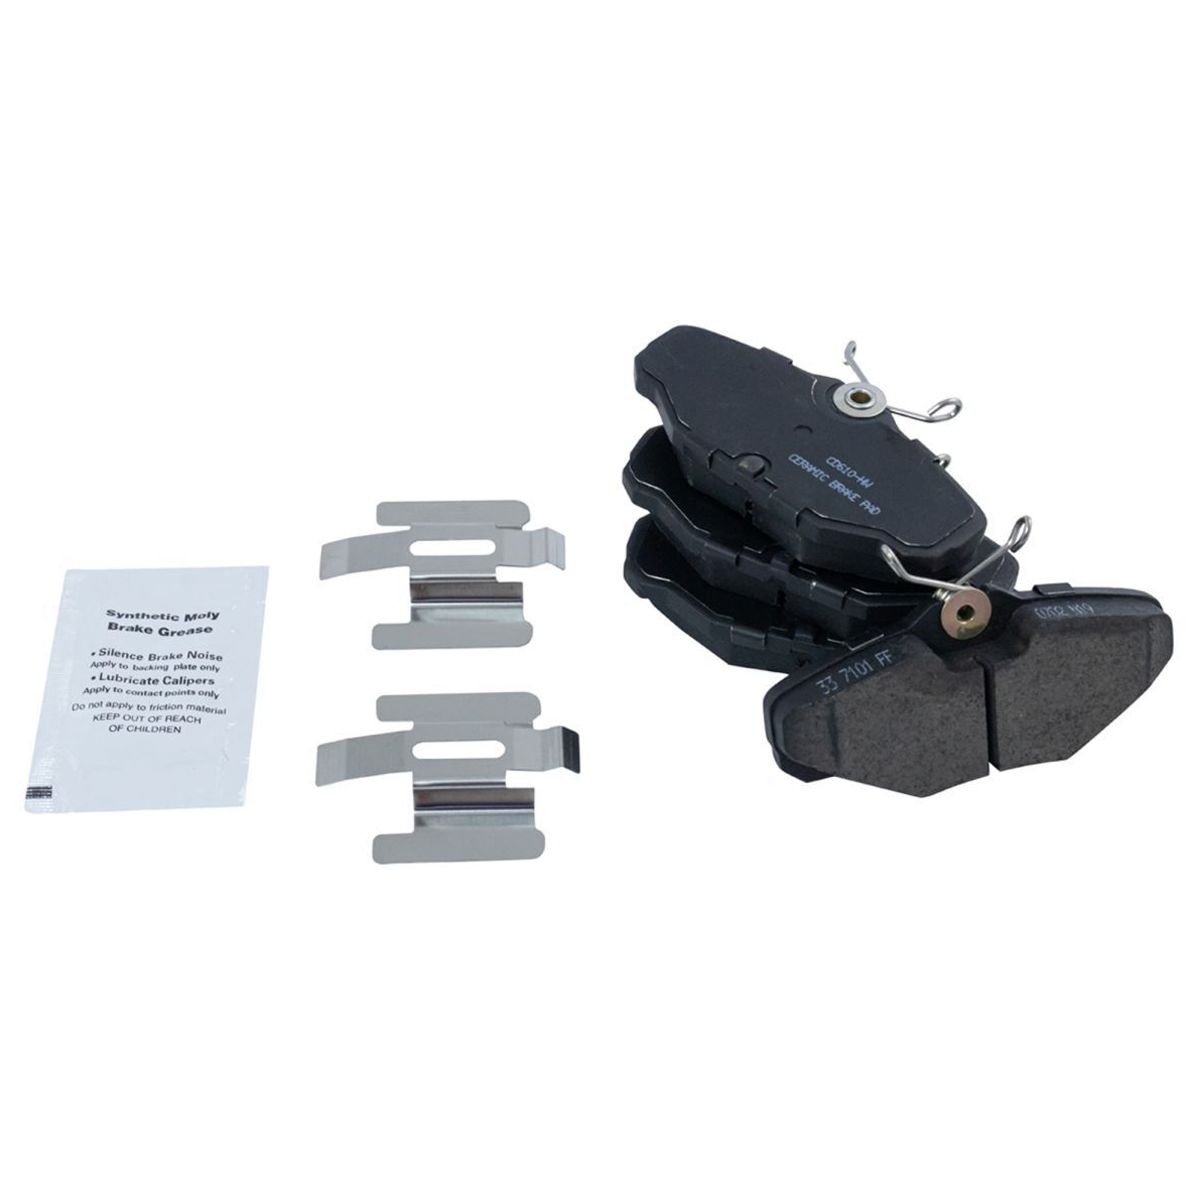 Synthetic Moly
Brake Grease
• Silence Brake Noise
Apply to backing plate only
• Lubricate Calipers
Apply to contact points only
Do not apply to friction material
KEEP OUT OF REACH
OF CHILDREN
CD610-HW
CERAMIC BRAKE PAD
33 7101 FF